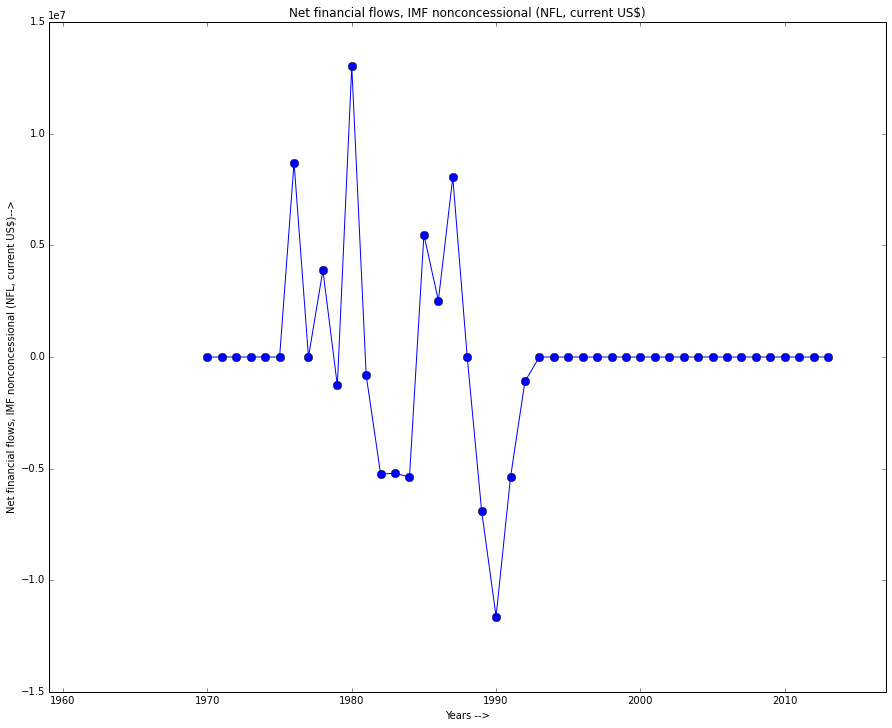 Net financial flows, IMF nonconcessional (NFL, current US$)
1e7
1.5
1.0
0.5
0.0
−0.5
−1.0
−1.5
Net financial flows, IMF nonconcessional (NFL, current US$)-->
1960 1970 1980 1990 2000 2010
Years -->